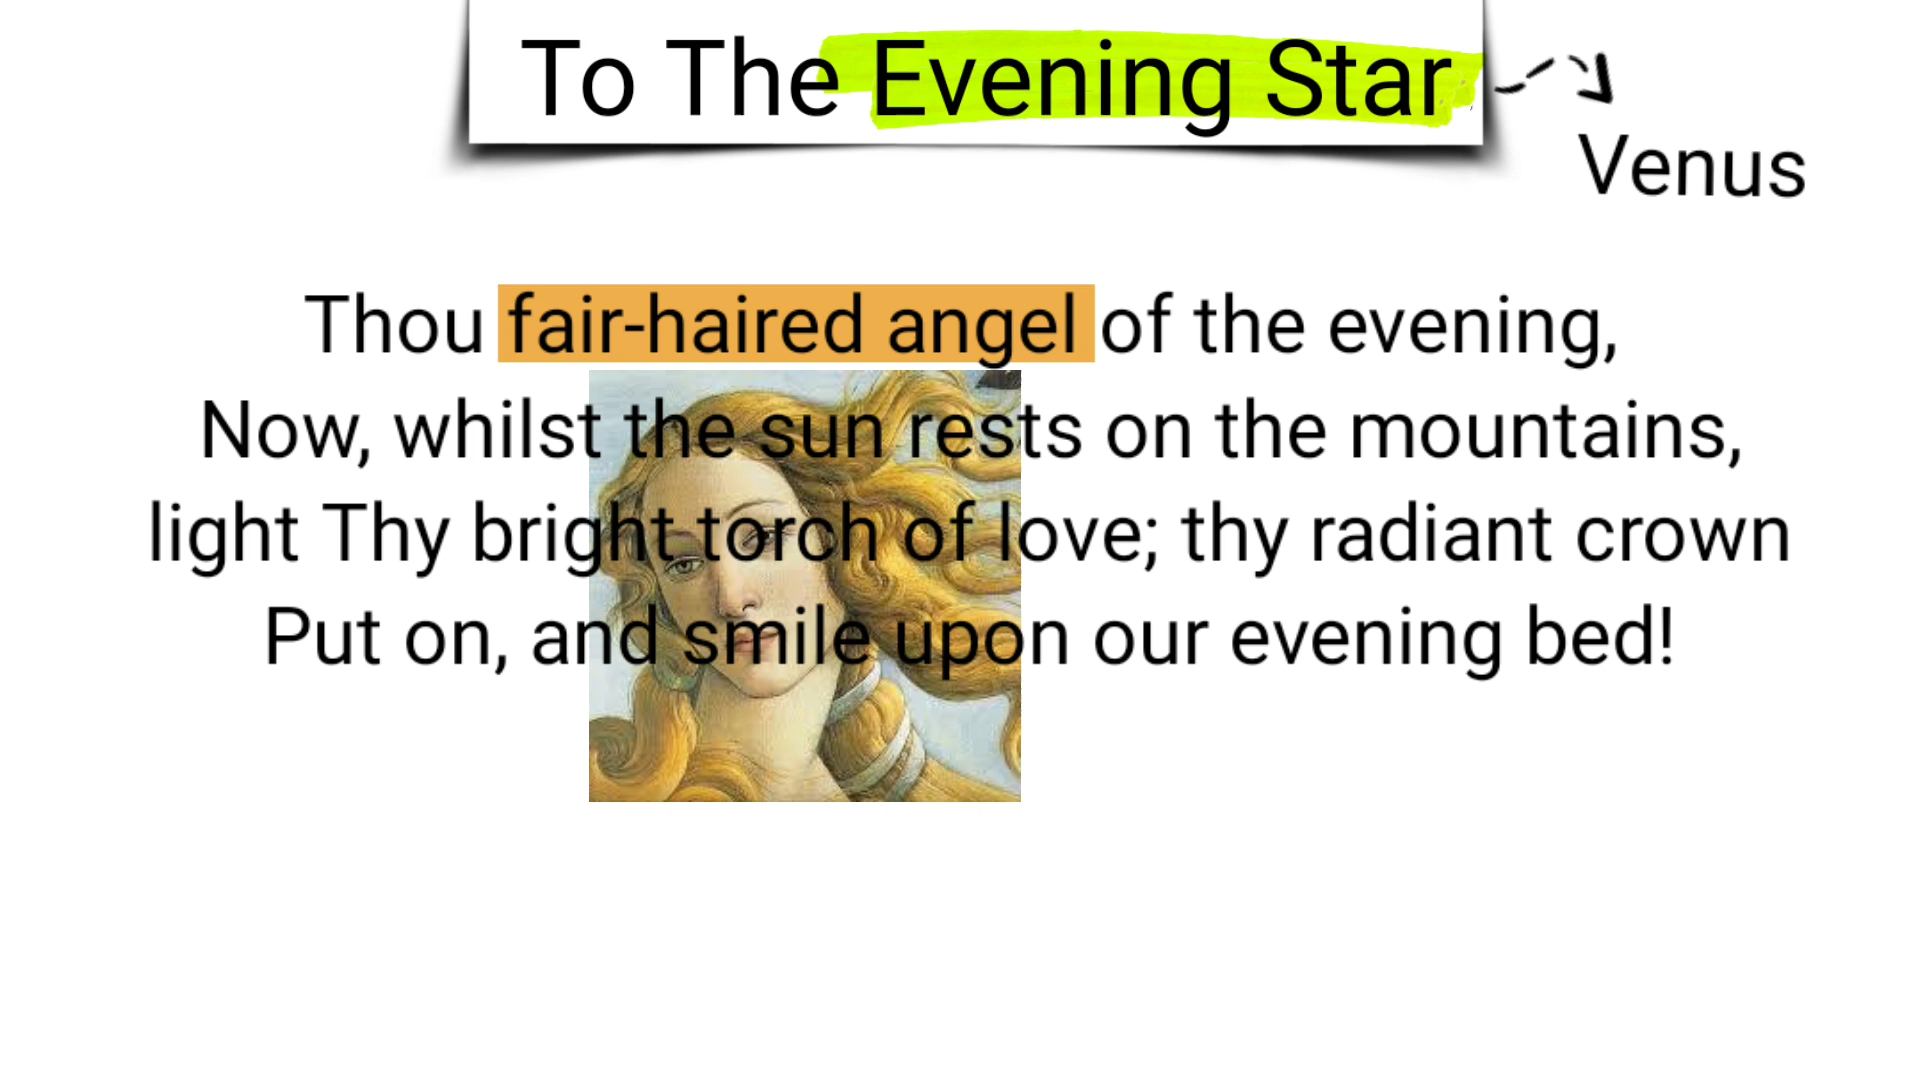 To The Evening Star
Venus
Thou fair-haired angel of the evening,
Now, whilst the sun rests on the mountains,
light Thy bright torch of love; thy radiant crown
Put on, and smile upon our evening bed!